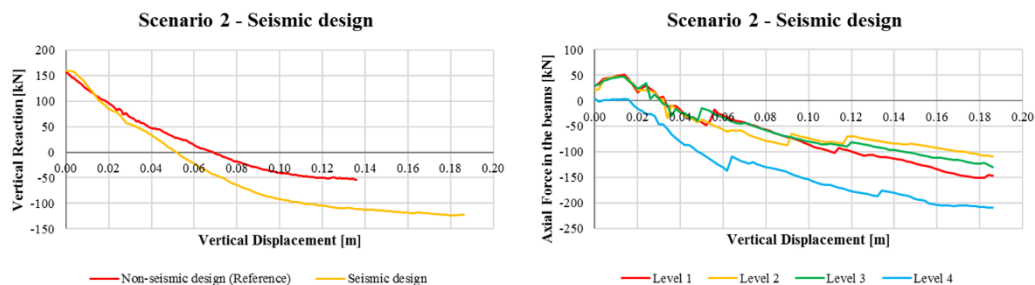 Scenario 2 - Seismic design
Vertical Reaction [kN]
200
150
100
50
0
-50
-100
-150
0.00 0.02 0.04 0.06 0.08 0.10 0.12 0.14 0.16 0.18 0.20
Vertical Displacement [m]
Non-seismic design (Reference) Seismic design
Scenario 2 - Seismic design
Axial Force in the beams [kN]
100
50
0
-50
-100
-150
-200
-250
0.00 0.02 0.04 0.06 0.08 0.10 0.12 0.14 0.16 0.18 0.20
Vertical Displacement [m]
Level 1 Level 2 Level 3 Level 4